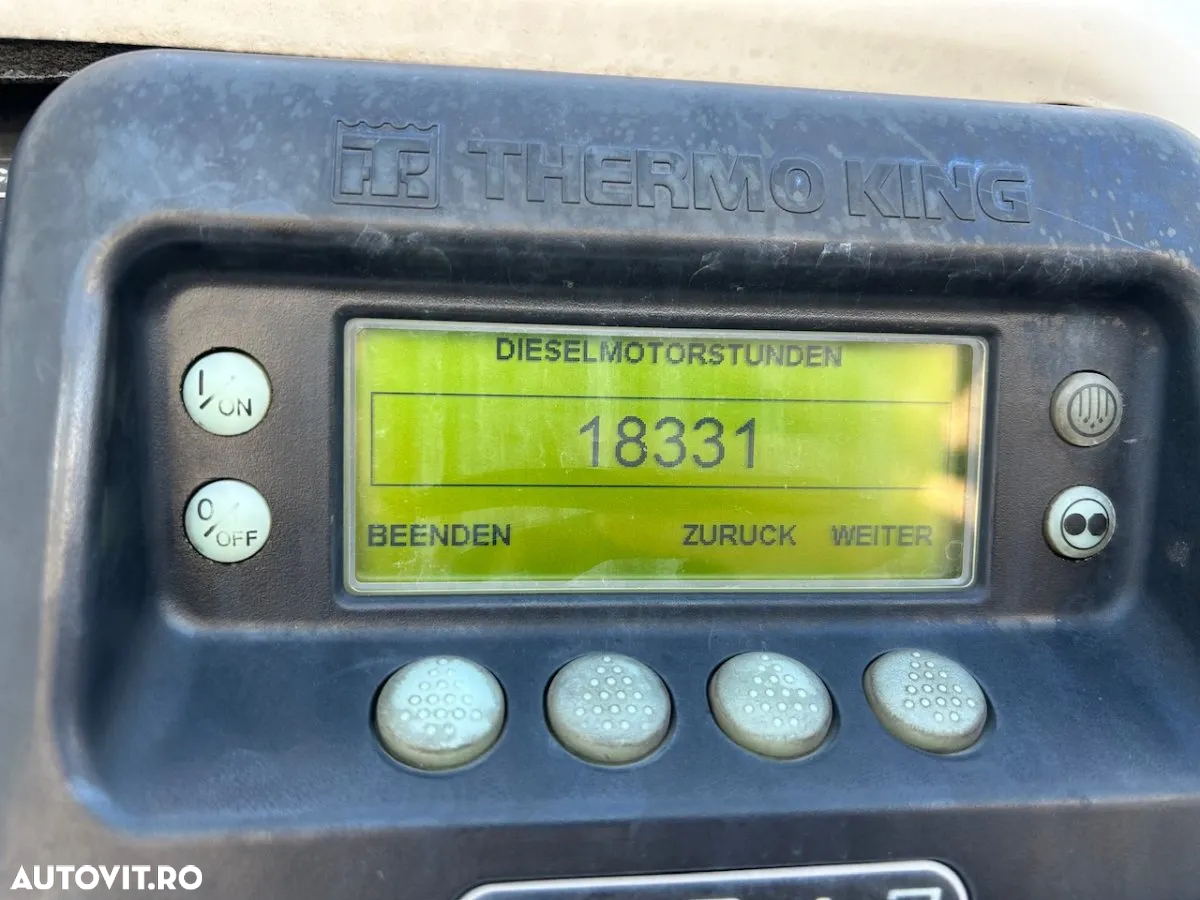 THERMO KING
DIESELMOTORSTUNDEN
I/ON
18331
0/OFF
BEENDEN ZURUCK WEITER
AUTOVIT.RO